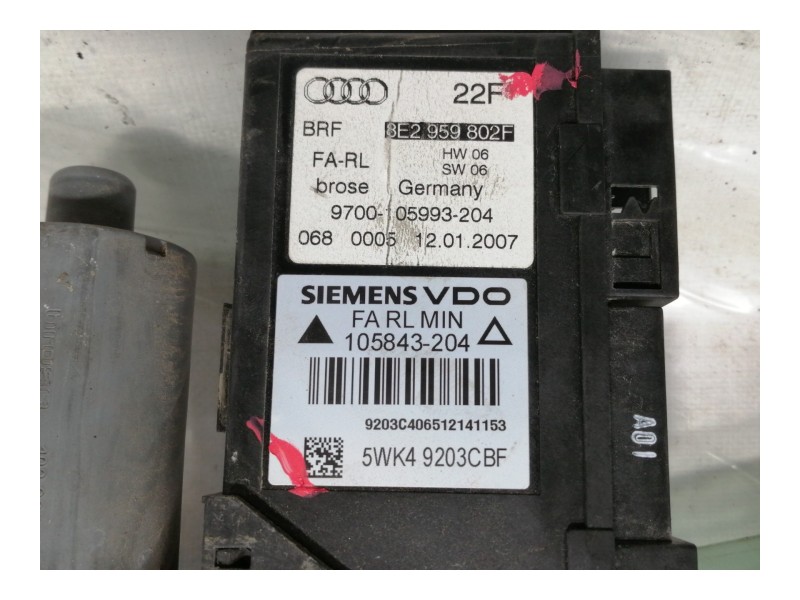 22F
BRF 8E2 959 802F
FA-RL HW 06
SW 06
brose Germany
9700-105993-204
068 0005 12.01.2007
SIEMENS VDO
FA RL MIN
105843-204
9203C406512141153
5WK4 9203CBF
A01